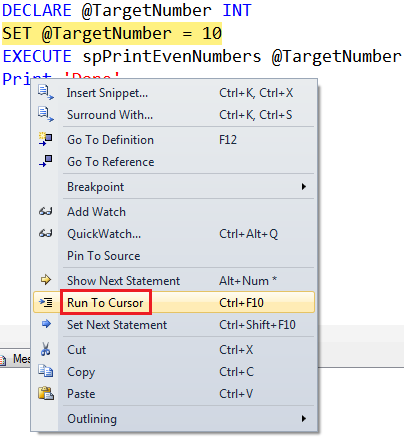 DECLARE @TargetNumber INT
SET @TargetNumber = 10
EXECUTE spPrintEvenNumbers @TargetNumber
Print 'Done'
Insert Snippet... Ctrl+K, Ctrl+X
Surround With... Ctrl+K, Ctrl+S
Go To Definition F12
Go To Reference
Breakpoint
Add Watch
QuickWatch... Ctrl+Alt+Q
Pin To Source
Show Next Statement Alt+Num *
Run To Cursor Ctrl+F10
Set Next Statement Ctrl+Shift+F10
Cut Ctrl+X
Copy Ctrl+C
Paste Ctrl+V
Outlining